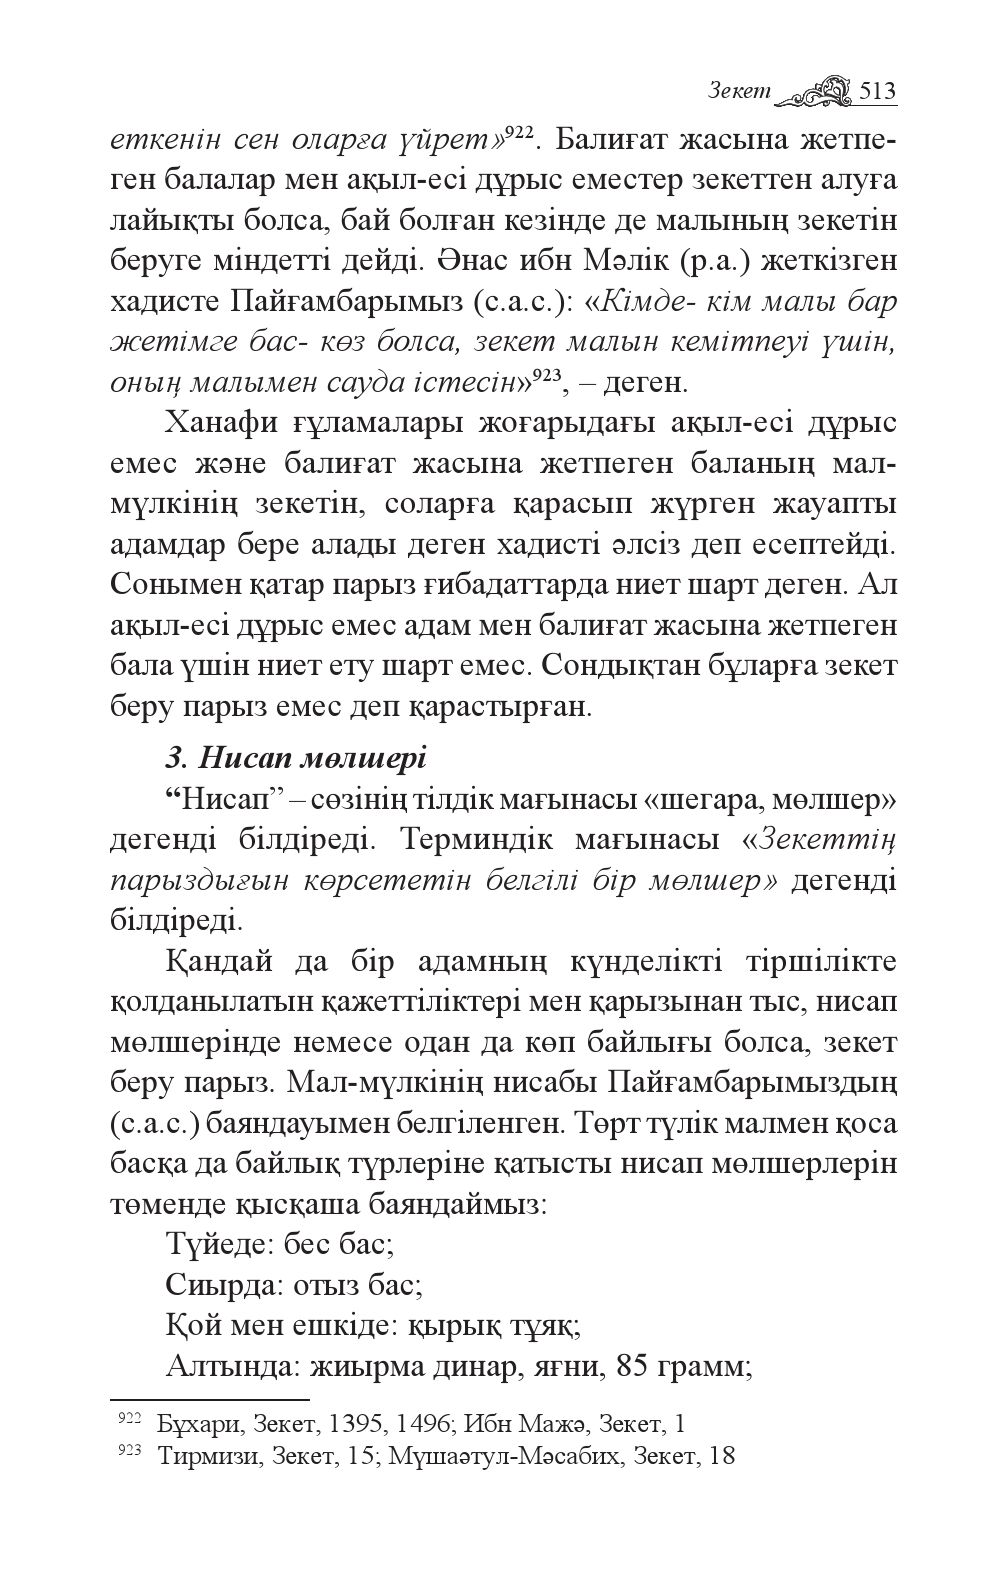 Зекет 513
еткенін сен оларға үйрет»922. Балиғат жасына жетпе-
ген балалар мен ақыл-есі дұрыс еместер зекеттен алуға
лайықты болса, бай болған кезінде де малының зекетін
беруге міндетті дейді. Әнас ибн Мәлік (р.а.) жеткізген
хадисте Пайғамбарымыз (с.а.с.): «Кімде- кім малы бар
жетімге бас- көз болса, зекет малын кемітпеуі үшін,
оның малымен сауда істесін»923, – деген.
Ханафи ғұламалары жоғарыдағы ақыл-есі дұрыс
емес және балиғат жасына жетпеген баланың мал-
мүлкінің зекетін, соларға қарасып жүрген жауапты
адамдар бере алады деген хадисті әлсіз деп есептейді.
Сонымен қатар парыз ғибадаттарда ниет шарт деген. Ал
ақыл-есі дұрыс емес адам мен балиғат жасына жетпеген
бала үшін ниет ету шарт емес. Сондықтан бұларға зекет
беру парыз емес деп қарастырған.
3. Нисап мөлшері
“Нисап” – сөзінің тілдік мағынасы «шегара, мөлшер»
дегенді білдіреді. Терминдік мағынасы «Зекеттің
парыздығын көрсететін белгілі бір мөлшер» дегенді
білдіреді.
Қандай да бір адамның күнделікті тіршілікте
қолданылатын қажеттіліктері мен қарызынан тыс, нисап
мөлшерінде немесе одан да көп байлығы болса, зекет
беру парыз. Мал-мүлкінің нисабы Пайғамбарымыздың
(с.а.с.) баяндауымен белгіленген. Төрт түлік малмен қоса
басқа да байлық түрлеріне қатысты нисап мөлшерлерін
төменде қысқаша баяндаймыз:
Түйеде: бес бас;
Сиырда: отыз бас;
Қой мен ешкіде: қырық тұяқ;
Алтында: жиырма динар, яғни, 85 грамм;
922 Бұхари, Зекет, 1395, 1496; Ибн Мажә, Зекет, 1
923 Тирмизи, Зекет, 15; Мүшаәтул-Мәсабих, Зекет, 18